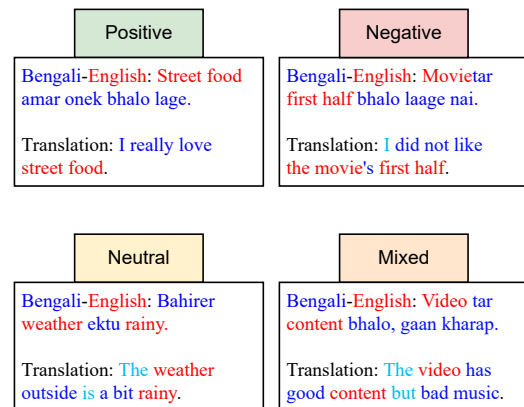 Positive
Bengali-English: Street food
amar onek bhalo lage.
Translation: I really love
street food.
Negative
Bengali-English: Movietar
first half bhalo laage nai.
Translation: I did not like
the movie's first half.
Neutral
Bengali-English: Bahirer
weather ektu rainy.
Translation: The weather
outside is a bit rainy.
Mixed
Bengali-English: Video tar
content bhalo, gaan kharap.
Translation: The video has
good content but bad music.